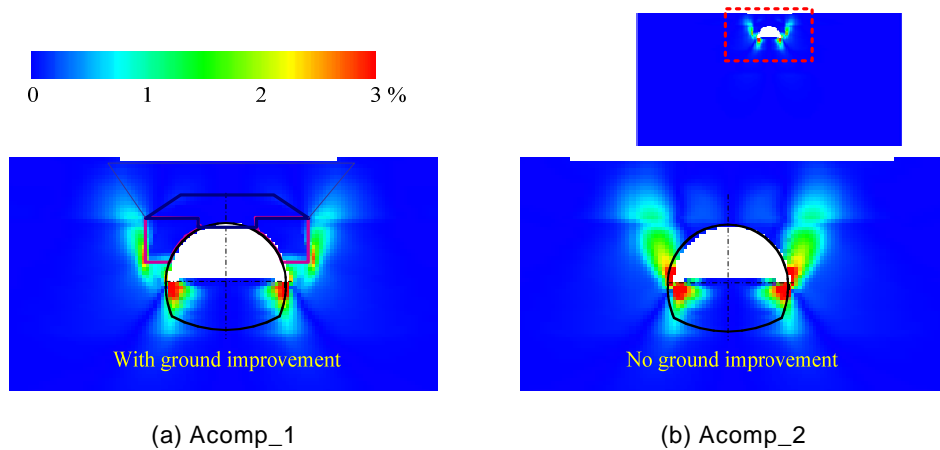 0 1 2 3 %
With ground improvement
No ground improvement
(a) Acomp_1
(b) Acomp_2